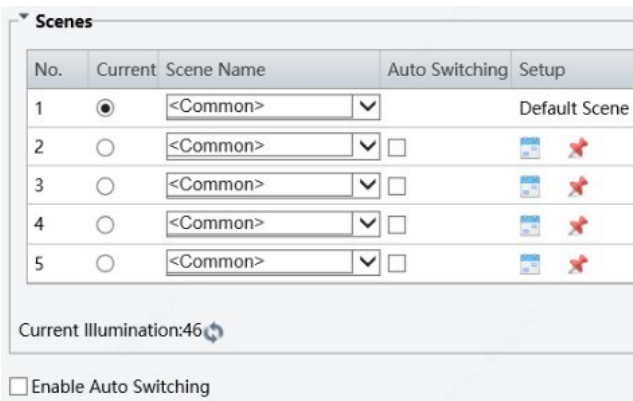 Scenes
No. Current Scene Name Auto Switching Setup
1 <Common> Default Scene
2 <Common>
3 <Common>
4 <Common>
5 <Common>
Current Illumination:46
Enable Auto Switching